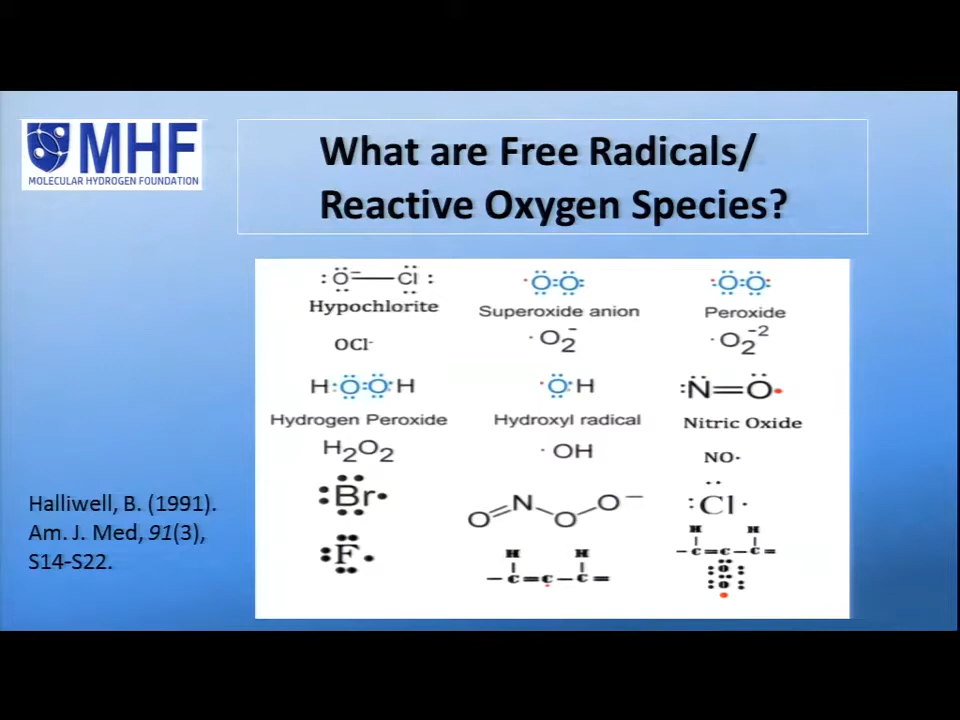 MHF
MOLECULAR HYDROGEN FOUNDATION
What are Free Radicals/
Reactive Oxygen Species?
:Ö⁻—Cl:
Hypochlorite
OCl⁻
·Ö:Ö:
Superoxide anion
·O₂⁻
:Ö:Ö:
Peroxide
·O₂⁻²
H:Ö:Ö:H
Hydrogen Peroxide
H₂O₂
·ÖH
Hydroxyl radical
·OH
:N̈=Ö·
Nitric Oxide
NO·
:Br·
O=N-O-O⁻
:Cl·
:F·
H H
–C=C–C=
H H
–C=C–C=
O
O
Halliwell, B. (1991).
Am. J. Med, 91(3),
S14-S22.